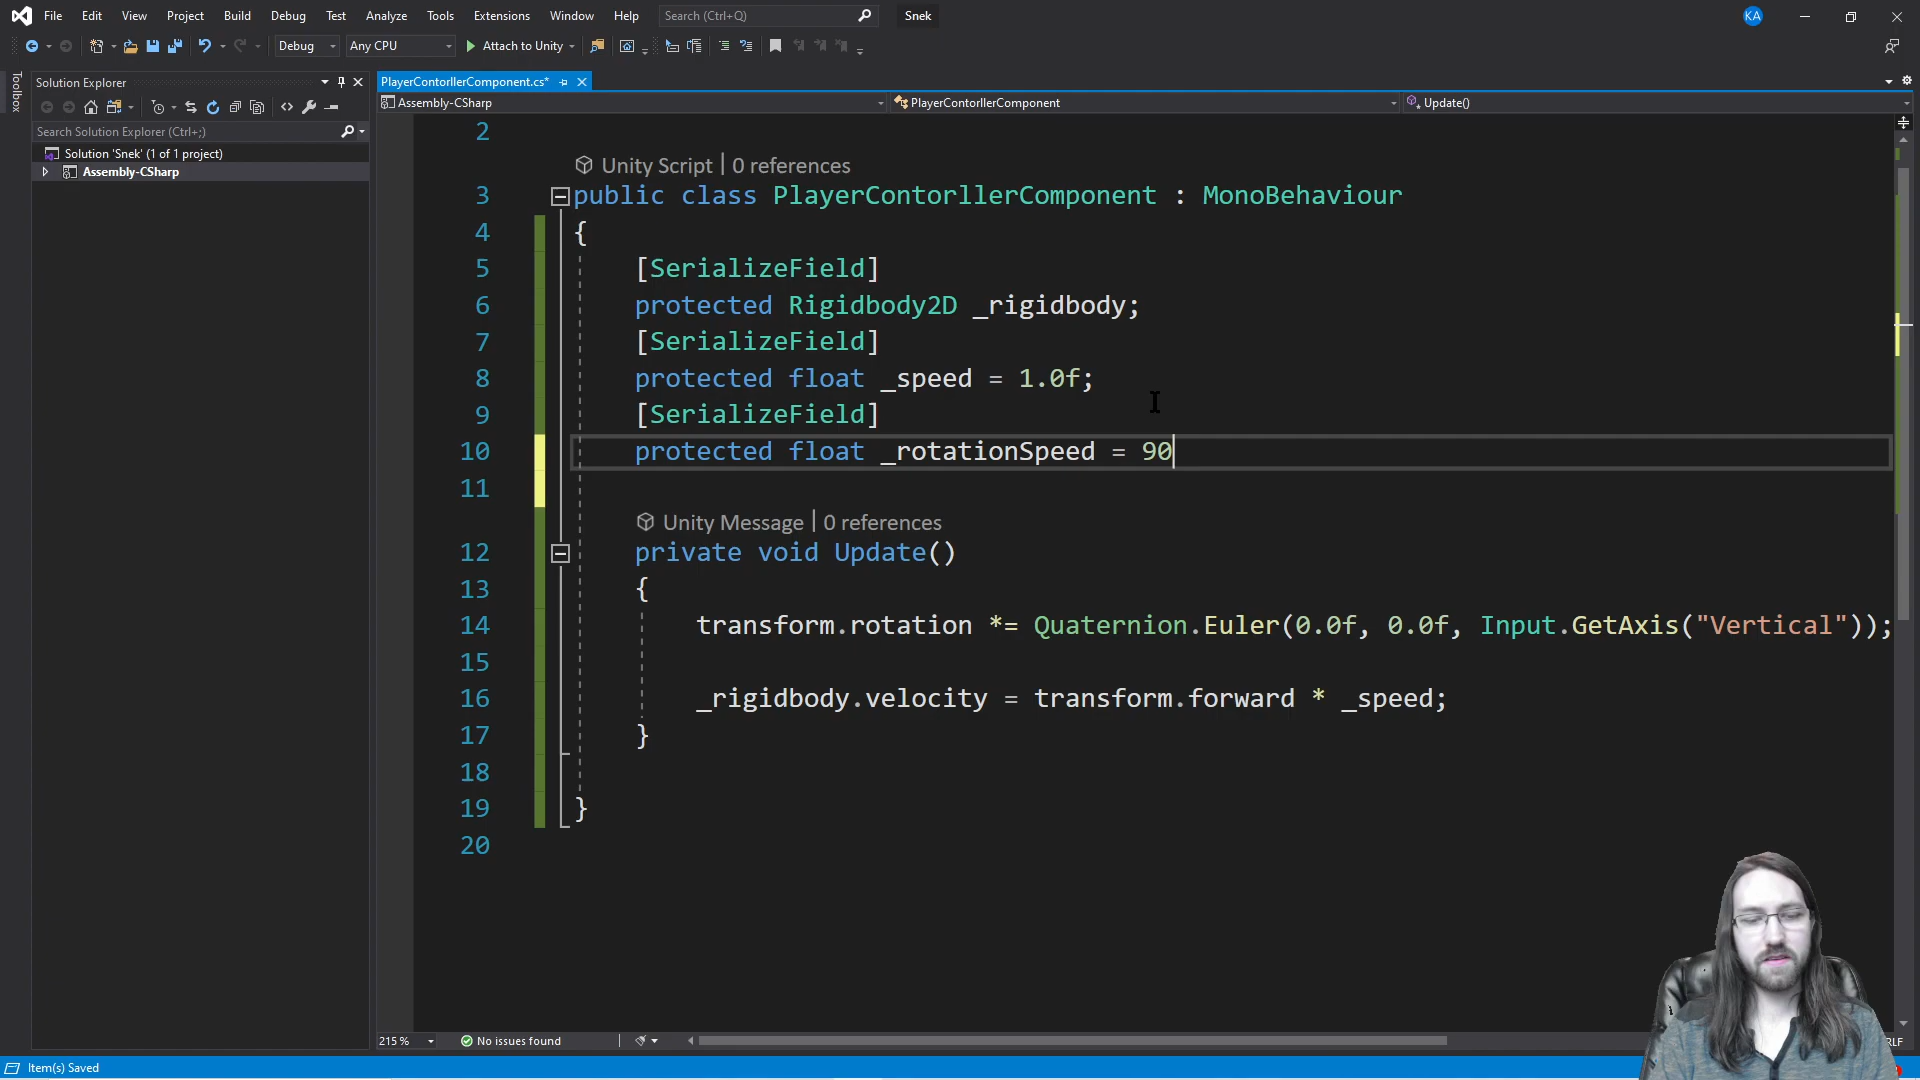 File Edit View Project Build Debug Test Analyze Tools Extensions Window Help Search (Ctrl+Q) Snek KA
Debug Any CPU Attach to Unity
Toolbox
Solution Explorer
PlayerContorllerComponent.cs*
Assembly-CSharp PlayerContorllerComponent Update()
Search Solution Explorer (Ctrl+;)
Solution 'Snek' (1 of 1 project)
Assembly-CSharp
2
Unity Script | 0 references
3 public class PlayerContorllerComponent : MonoBehaviour
4 {
5 [SerializeField]
6 protected Rigidbody2D _rigidbody;
7 [SerializeField]
8 protected float _speed = 1.0f;
9 [SerializeField]
10 protected float _rotationSpeed = 90
11
Unity Message | 0 references
12 private void Update()
13 {
14 transform.rotation *= Quaternion.Euler(0.0f, 0.0f, Input.GetAxis("Vertical"));
15
16 _rigidbody.velocity = transform.forward * _speed;
17 }
18
19 }
20
215 % No issues found
Item(s) Saved